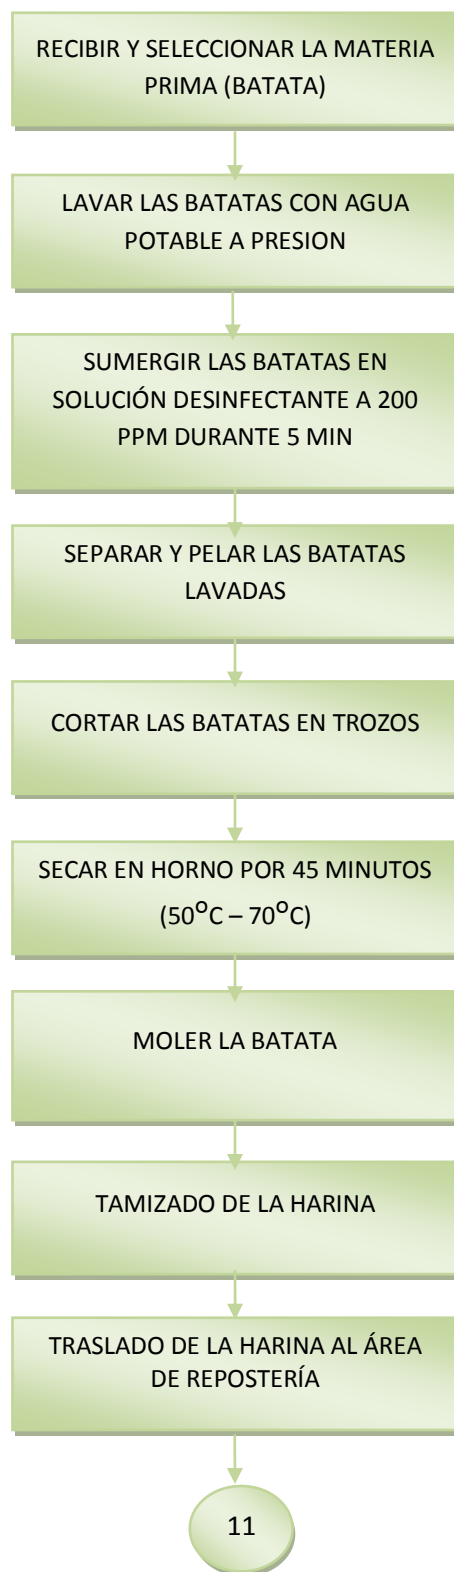 RECIBIR Y SELECCIONAR LA MATERIA
PRIMA (BATATA)
LAVAR LAS BATATAS CON AGUA
POTABLE A PRESION
SUMERGIR LAS BATATAS EN
SOLUCIÓN DESINFECTANTE A 200
PPM DURANTE 5 MIN
SEPARAR Y PELAR LAS BATATAS
LAVADAS
CORTAR LAS BATATAS EN TROZOS
SECAR EN HORNO POR 45 MINUTOS
(50°C – 70°C)
MOLER LA BATATA
TAMIZADO DE LA HARINA
TRASLADO DE LA HARINA AL ÁREA
DE REPOSTERÍA
11